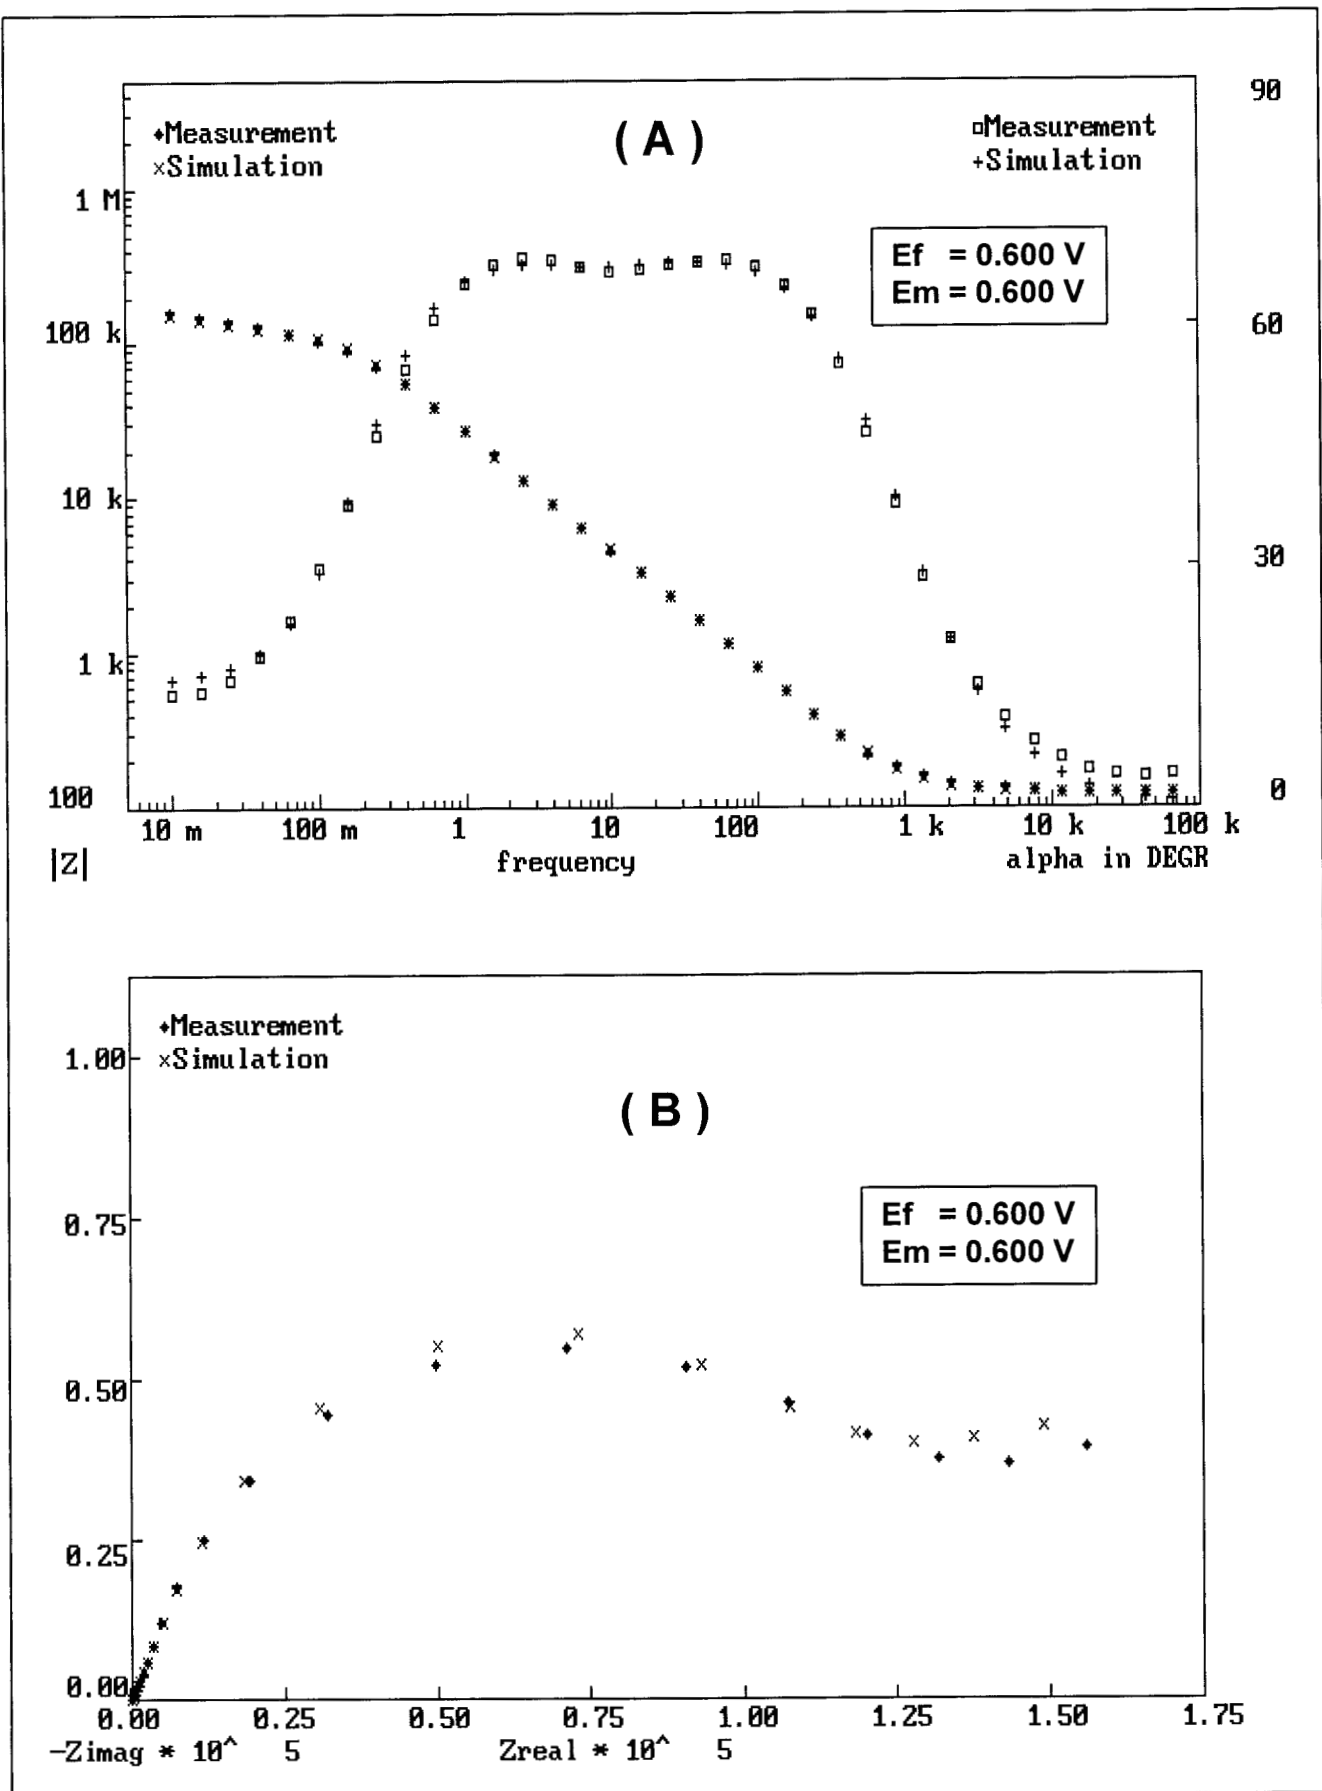 ( A )
♦Measurement
×Simulation
□Measurement
+Simulation
Ef = 0.600 V
Em = 0.600 V
1 M
100 k
10 k
1 k
100
90
60
30
0
10 m 100 m 1 10 100 1 k 10 k 100 k
|Z| frequency alpha in DEGR
♦Measurement
×Simulation
( B )
Ef = 0.600 V
Em = 0.600 V
1.00
0.75
0.50
0.25
0.00
0.00 0.25 0.50 0.75 1.00 1.25 1.50 1.75
-Zimag * 10^ 5 Zreal * 10^ 5